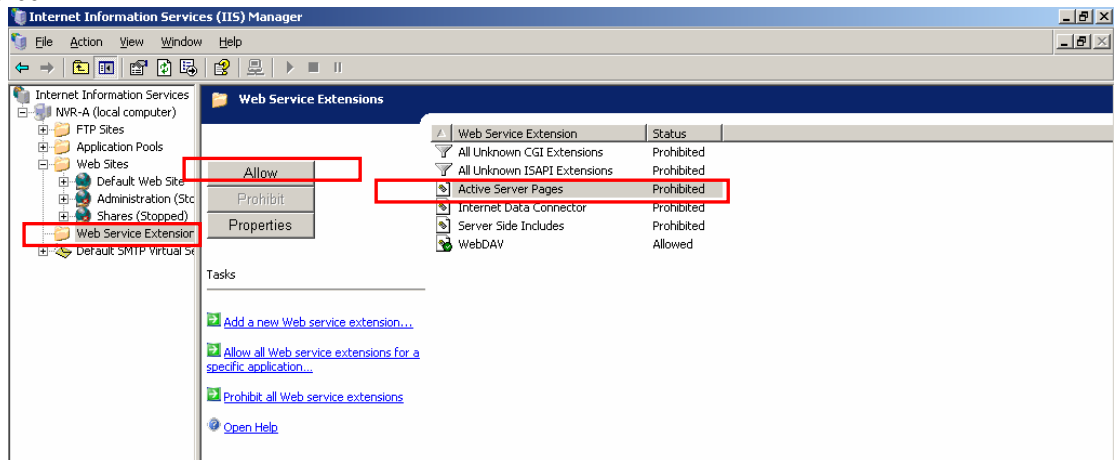 Internet Information Services (IIS) Manager
File Action View Window Help
Internet Information Services
NVR-A (local computer)
FTP Sites
Application Pools
Web Sites
Default Web Site
Administration (Stc
Shares (Stopped)
Web Service Extension
Default SMTP Virtual Se
Web Service Extensions
Allow
Prohibit
Properties
Tasks
Add a new Web service extension...
Allow all Web service extensions for a
specific application...
Prohibit all Web service extensions
Open Help
Web Service Extension Status
All Unknown CGI Extensions Prohibited
All Unknown ISAPI Extensions Prohibited
Active Server Pages Prohibited
Internet Data Connector Prohibited
Server Side Includes Prohibited
WebDAV Allowed